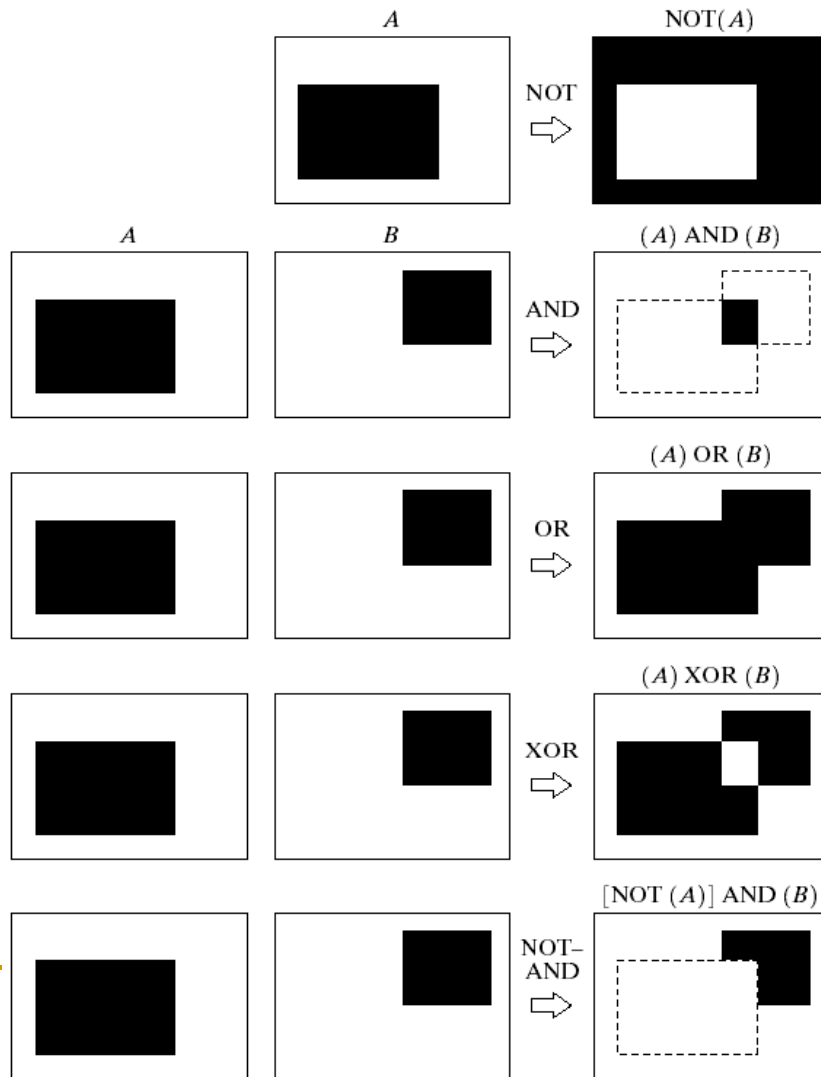 A
NOT(A)
NOT
A
B
(A) AND (B)
AND
(A) OR (B)
OR
(A) XOR (B)
XOR
[NOT (A)] AND (B)
NOT–
AND